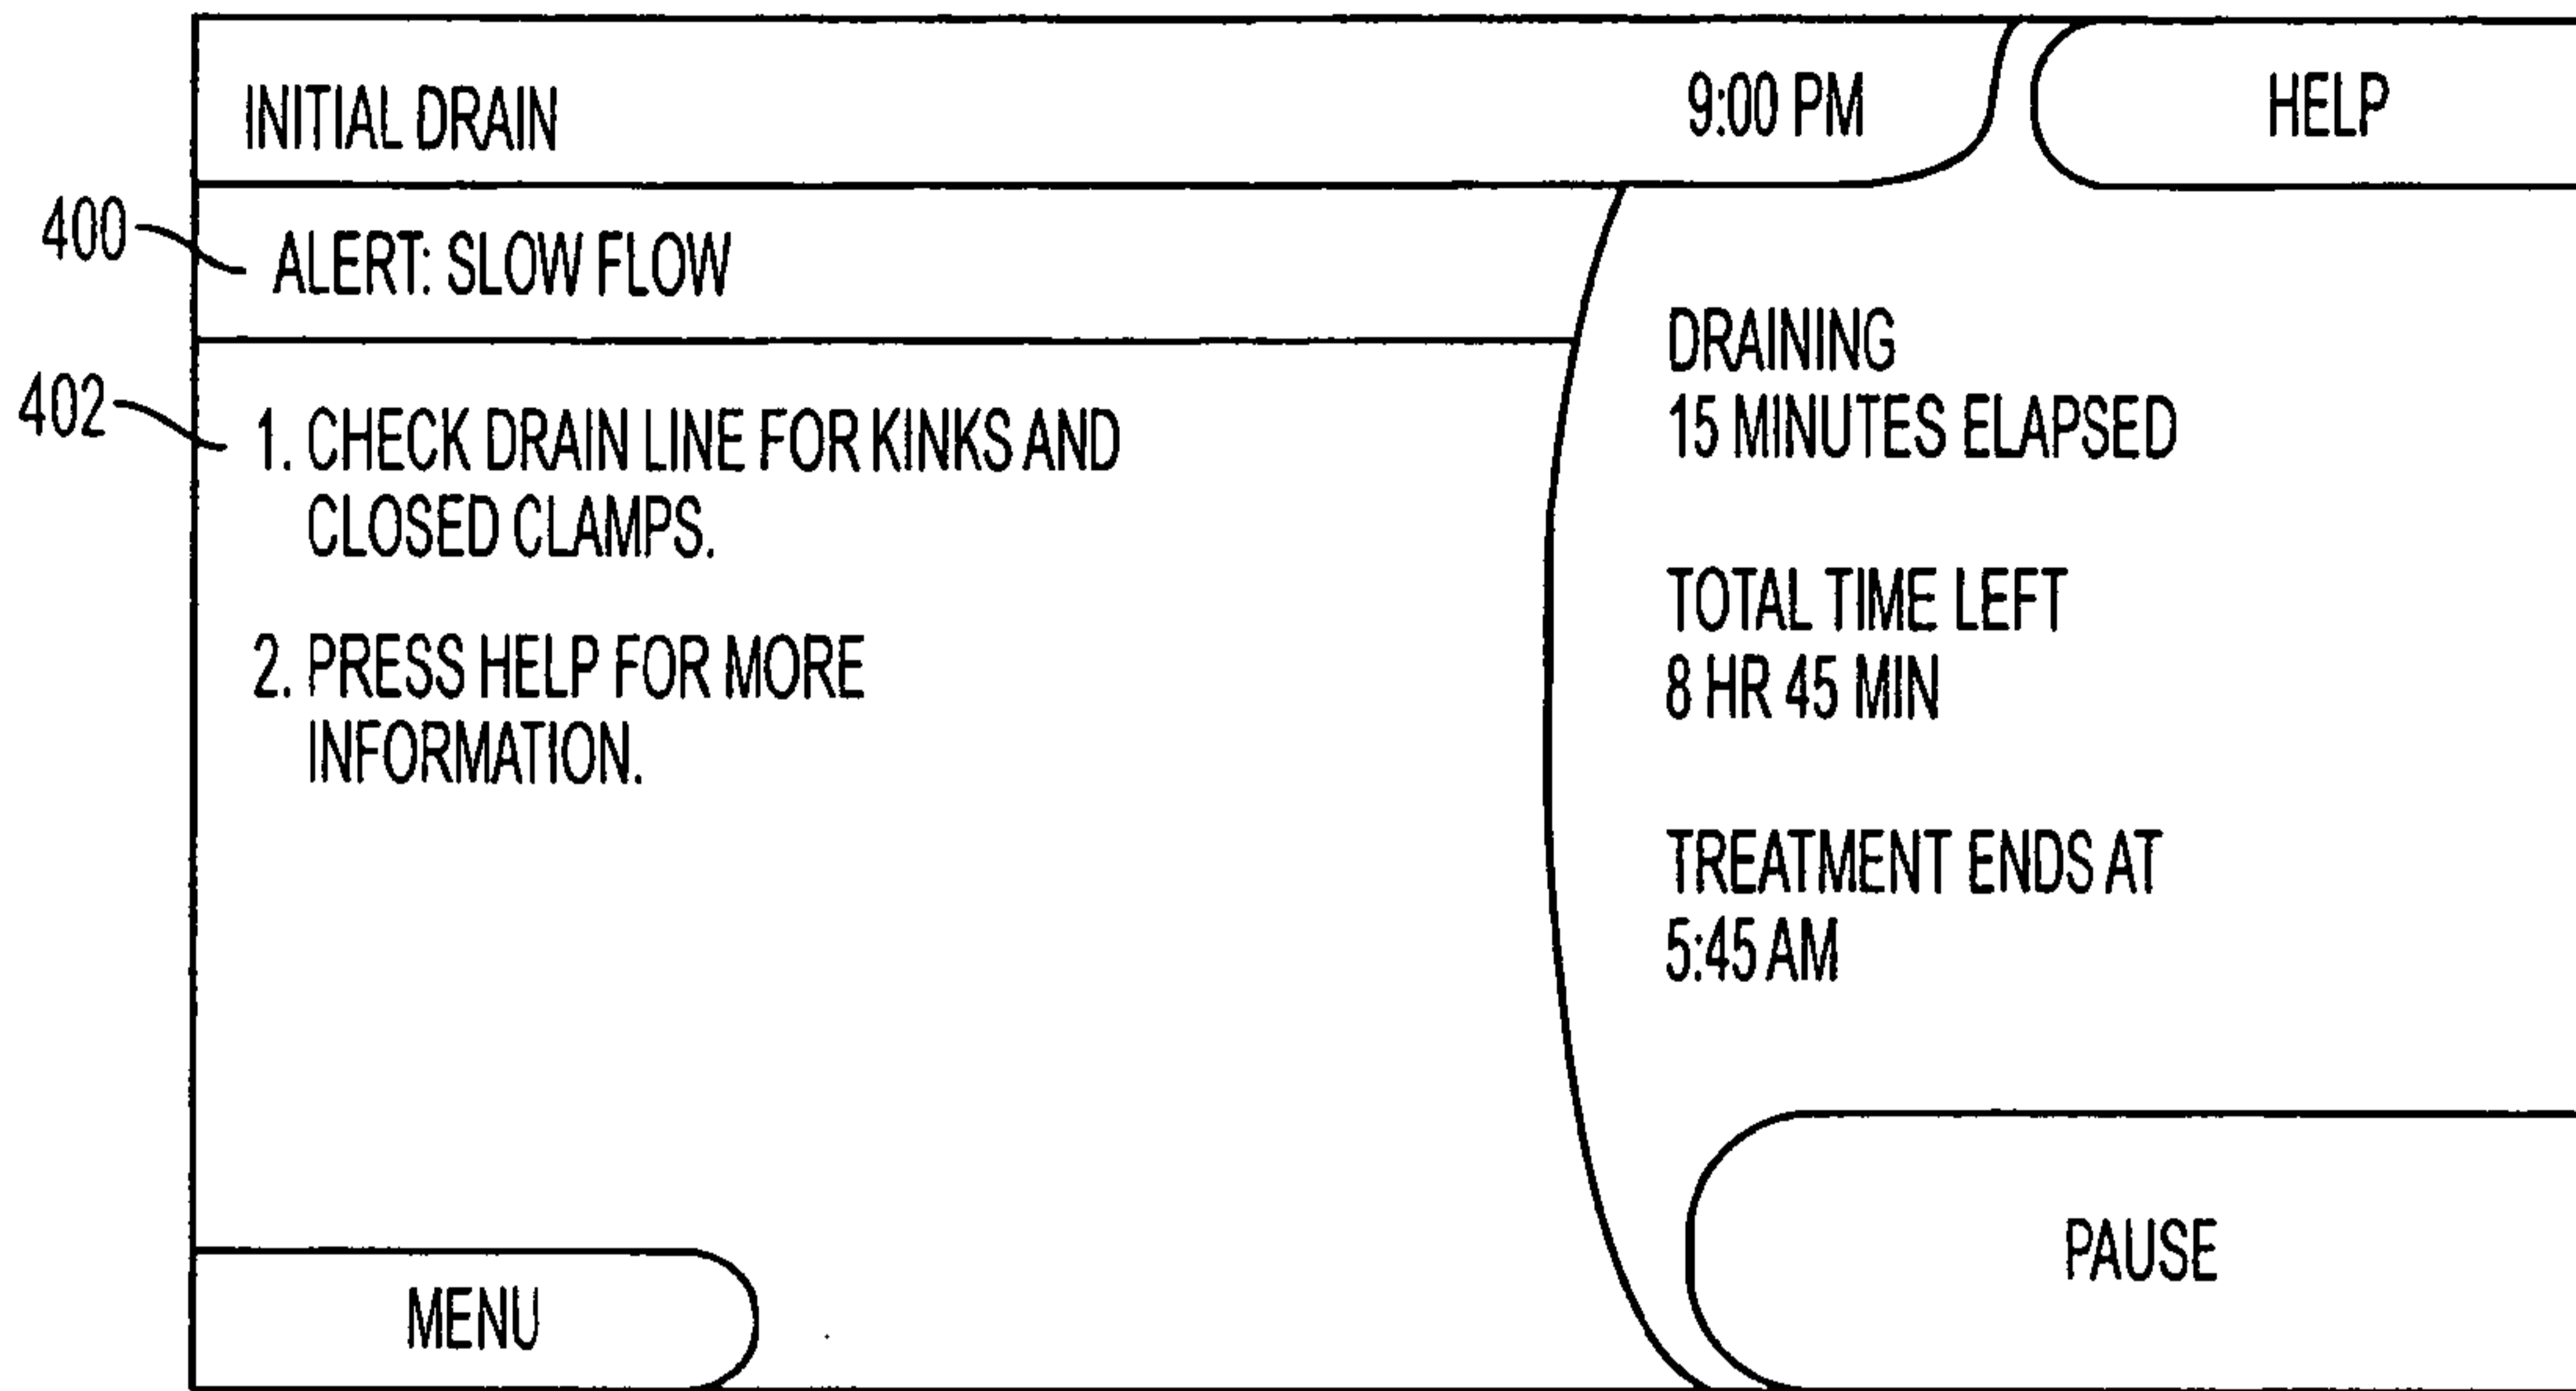 INITIAL DRAIN
9:00 PM
HELP
400
ALERT: SLOW FLOW
402
1. CHECK DRAIN LINE FOR KINKS AND
CLOSED CLAMPS.
2. PRESS HELP FOR MORE
INFORMATION.
DRAINING
15 MINUTES ELAPSED
TOTAL TIME LEFT
8 HR 45 MIN
TREATMENT ENDS AT
5:45 AM
MENU
PAUSE